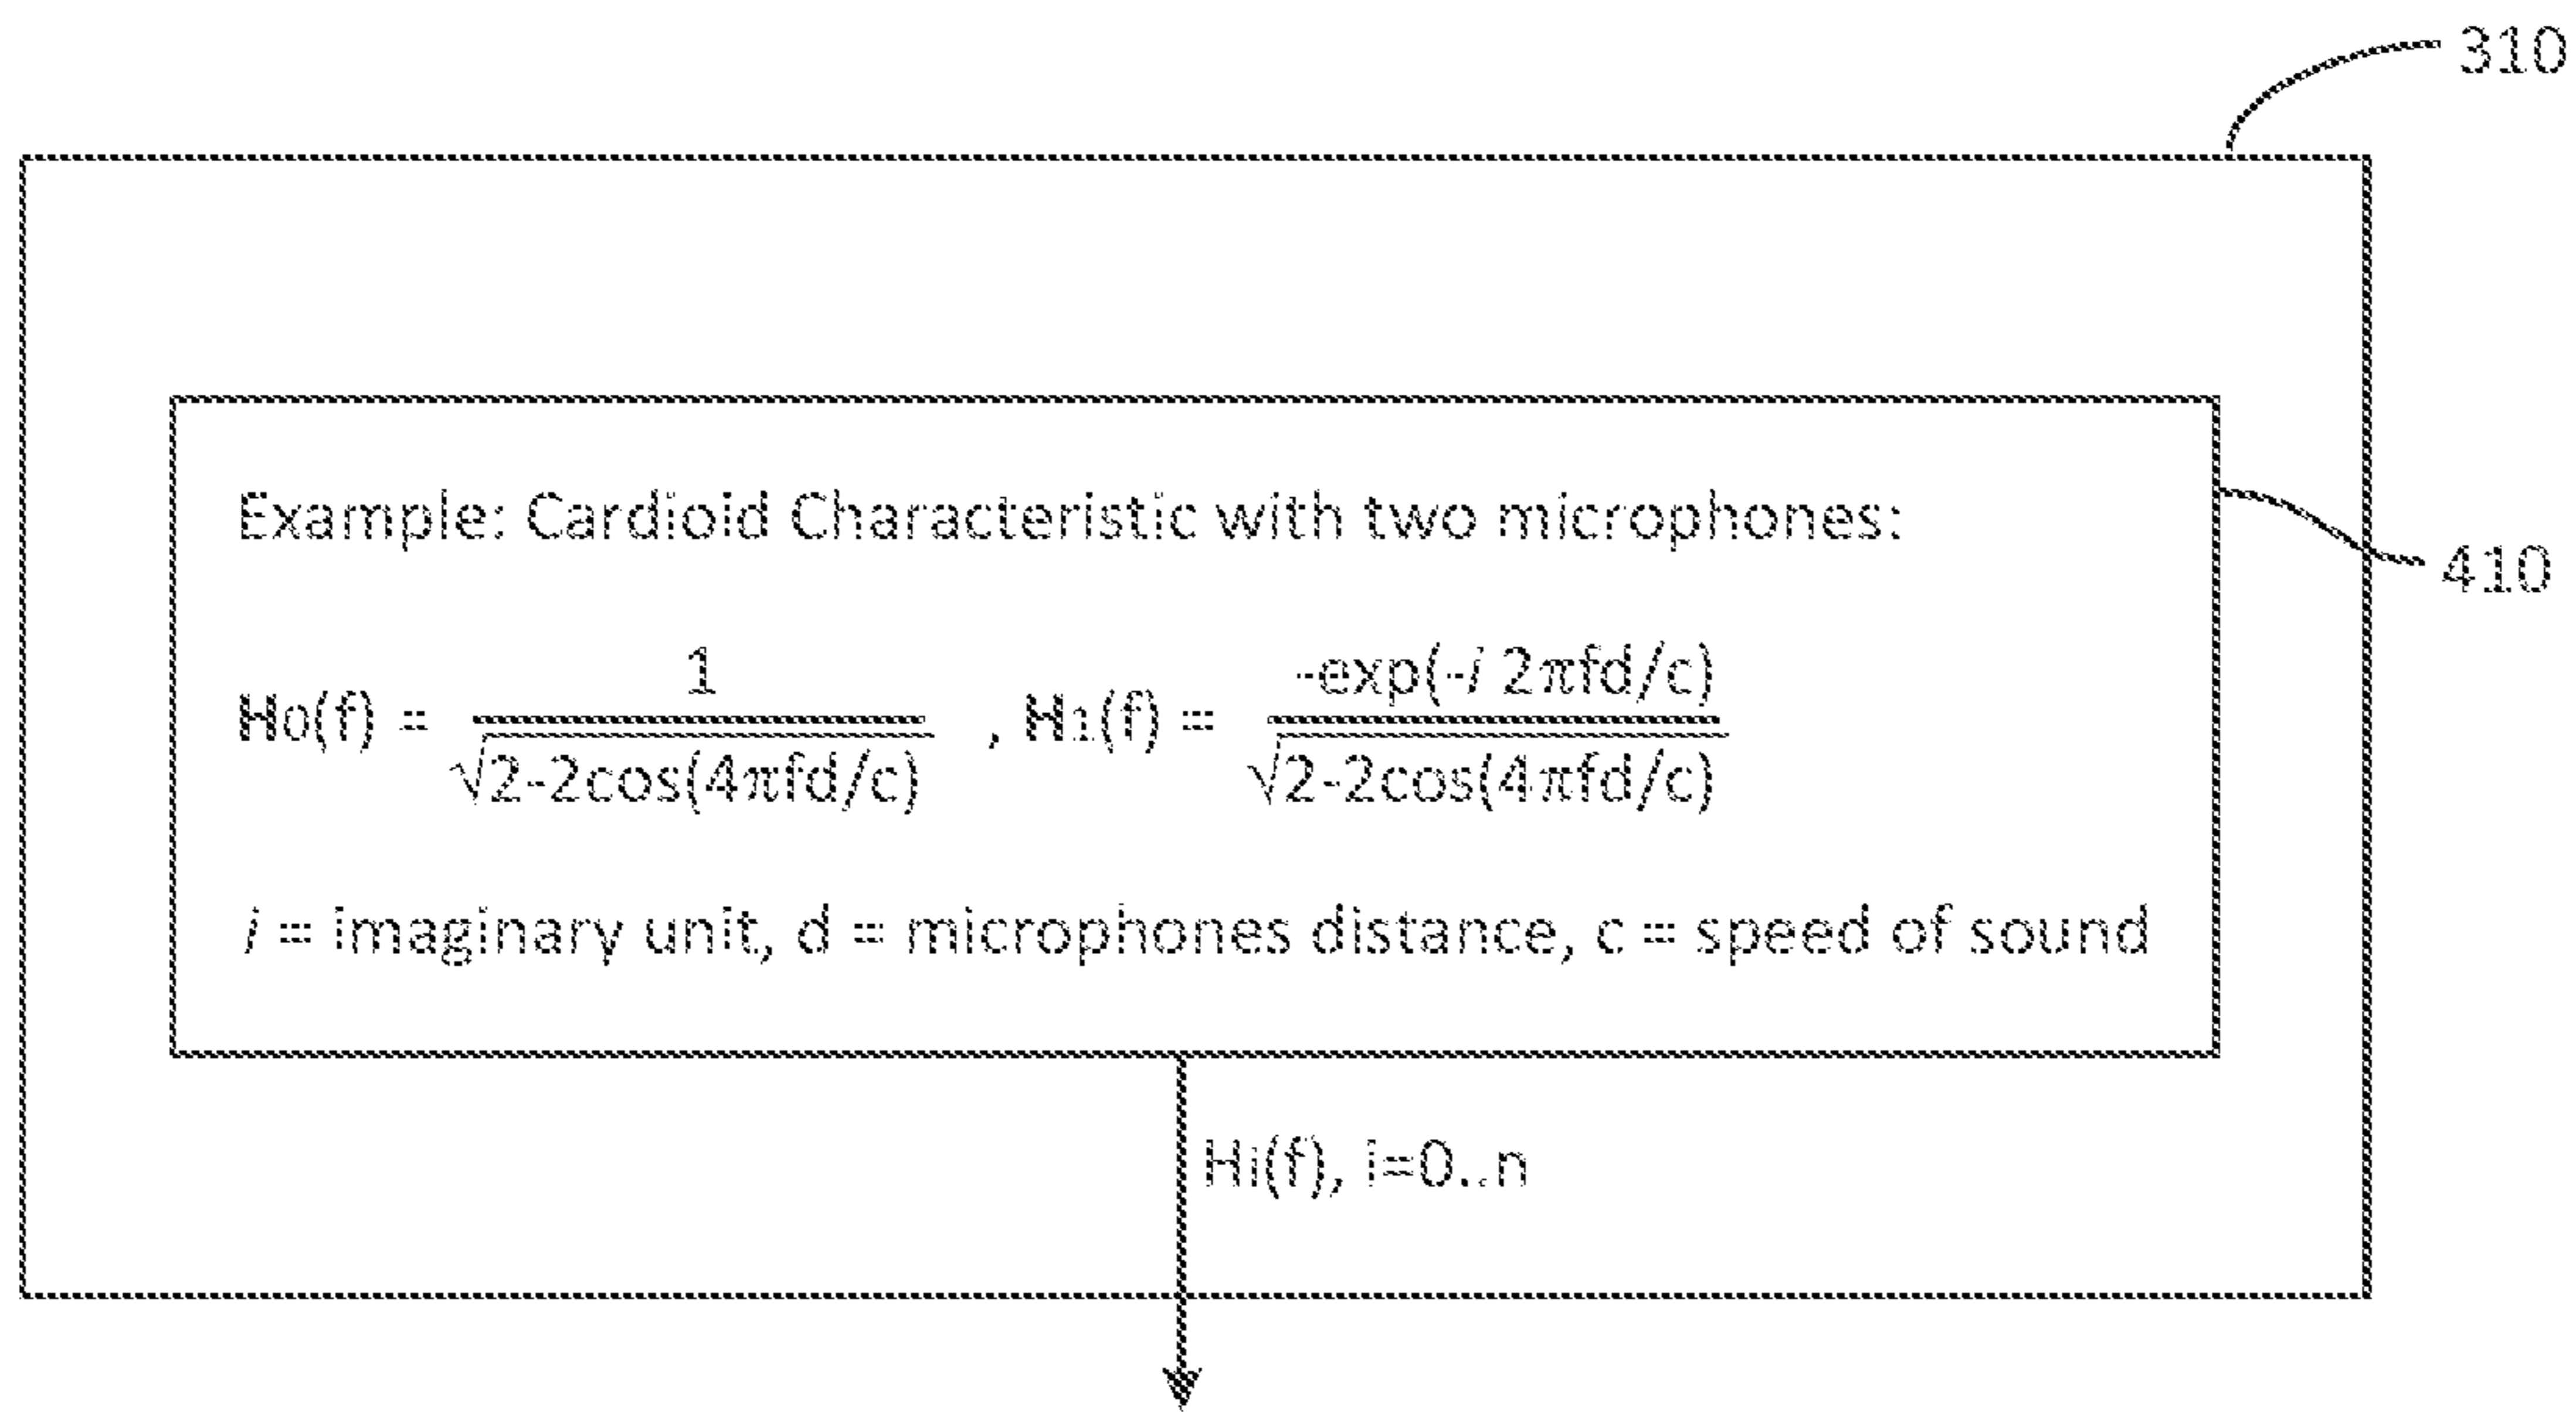 310
Example: Cardioid Characteristic with two microphones:
410
H0(f) = 1 / √2-2cos(4πfd/c) , H1(f) = -exp(-i 2πfd/c) / √2-2cos(4πfd/c)
i = imaginary unit, d = microphones distance, c = speed of sound
Hi(f), i=0..n